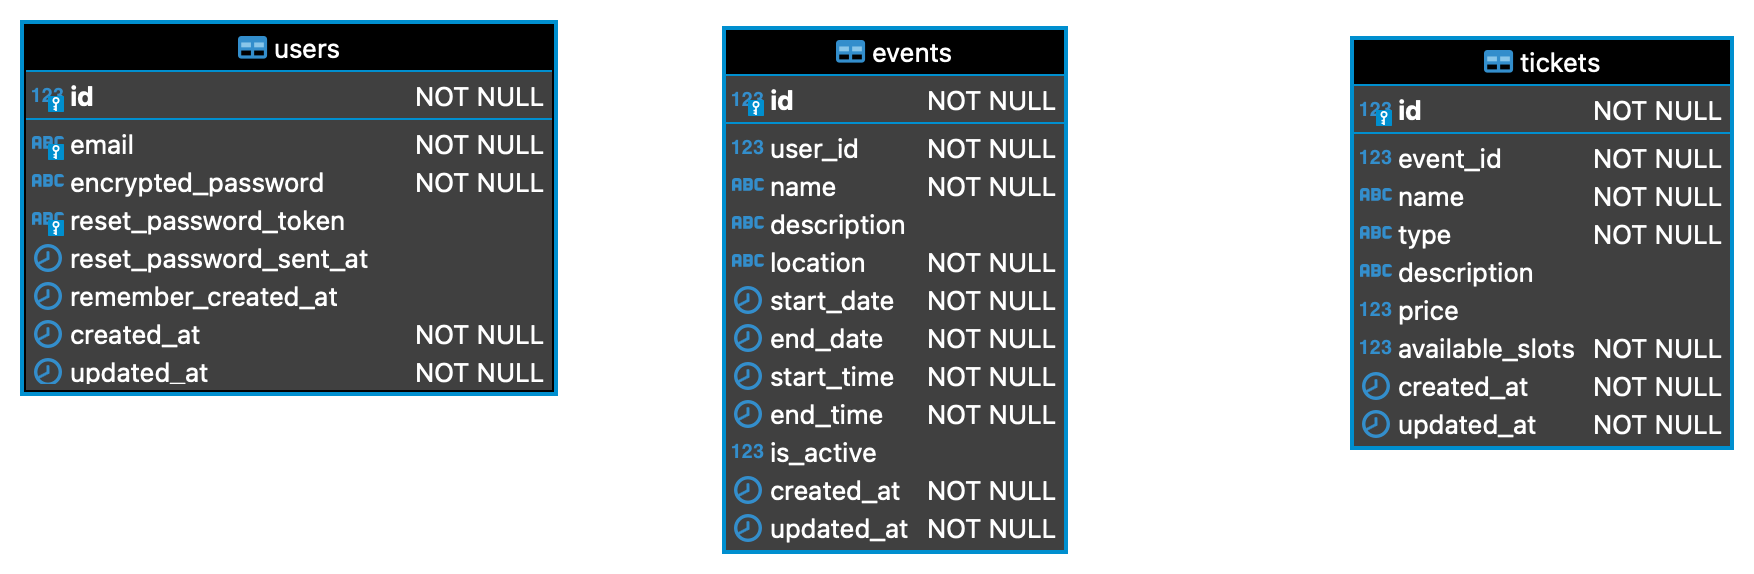 users
123 id NOT NULL
ABC email NOT NULL
ABC encrypted_password NOT NULL
ABC reset_password_token
reset_password_sent_at
remember_created_at
created_at NOT NULL
updated_at NOT NULL
events
123 id NOT NULL
123 user_id NOT NULL
ABC name NOT NULL
ABC description
ABC location NOT NULL
start_date NOT NULL
end_date NOT NULL
start_time NOT NULL
end_time NOT NULL
123 is_active
created_at NOT NULL
updated_at NOT NULL
tickets
123 id NOT NULL
123 event_id NOT NULL
ABC name NOT NULL
ABC type NOT NULL
ABC description
123 price
123 available_slots NOT NULL
created_at NOT NULL
updated_at NOT NULL